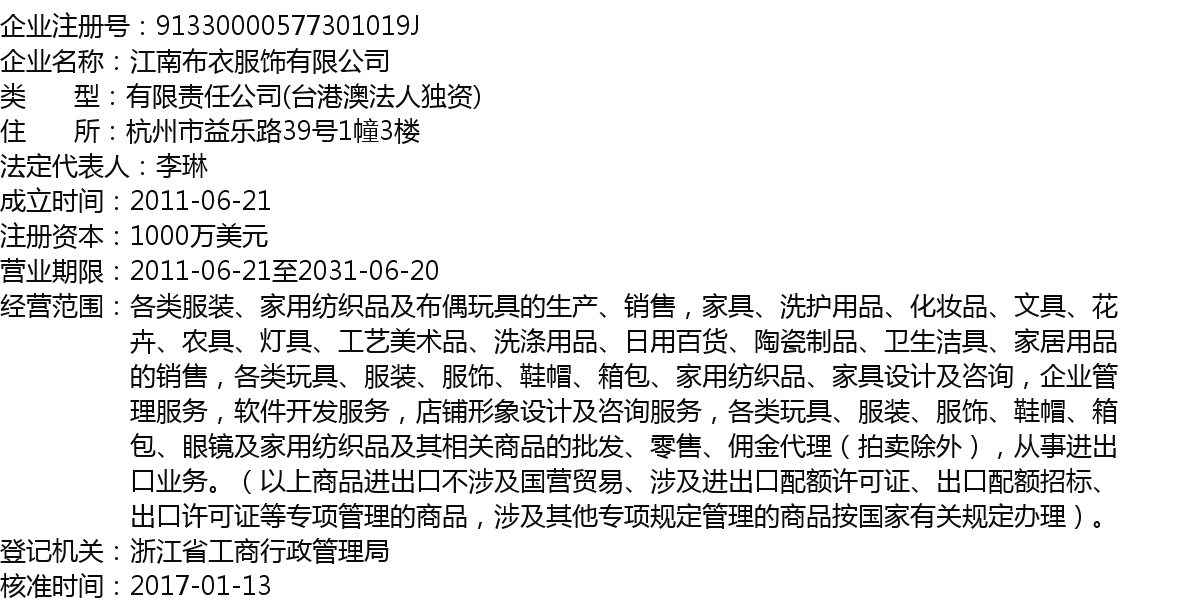 企业注册号：91330000577301019J
企业名称：江南布衣服饰有限公司
类 型：有限责任公司(台港澳法人独资)
住 所：杭州市益乐路39号1幢3楼
法定代表人：李琳
成立时间：2011-06-21
注册资本：1000万美元
营业期限：2011-06-21至2031-06-20
经营范围：各类服装、家用纺织品及布偶玩具的生产、销售，家具、洗护用品、化妆品、文具、花
卉、农具、灯具、工艺美术品、洗涤用品、日用百货、陶瓷制品、卫生洁具、家居用品
的销售，各类玩具、服装、服饰、鞋帽、箱包、家用纺织品、家具设计及咨询，企业管
理服务，软件开发服务，店铺形象设计及咨询服务，各类玩具、服装、服饰、鞋帽、箱
包、眼镜及家用纺织品及其相关商品的批发、零售、佣金代理（拍卖除外），从事进出
口业务。（以上商品进出口不涉及国营贸易、涉及进出口配额许可证、出口配额招标、
出口许可证等专项管理的商品，涉及其他专项规定管理的商品按国家有关规定办理）。
登记机关：浙江省工商行政管理局
核准时间：2017-01-13